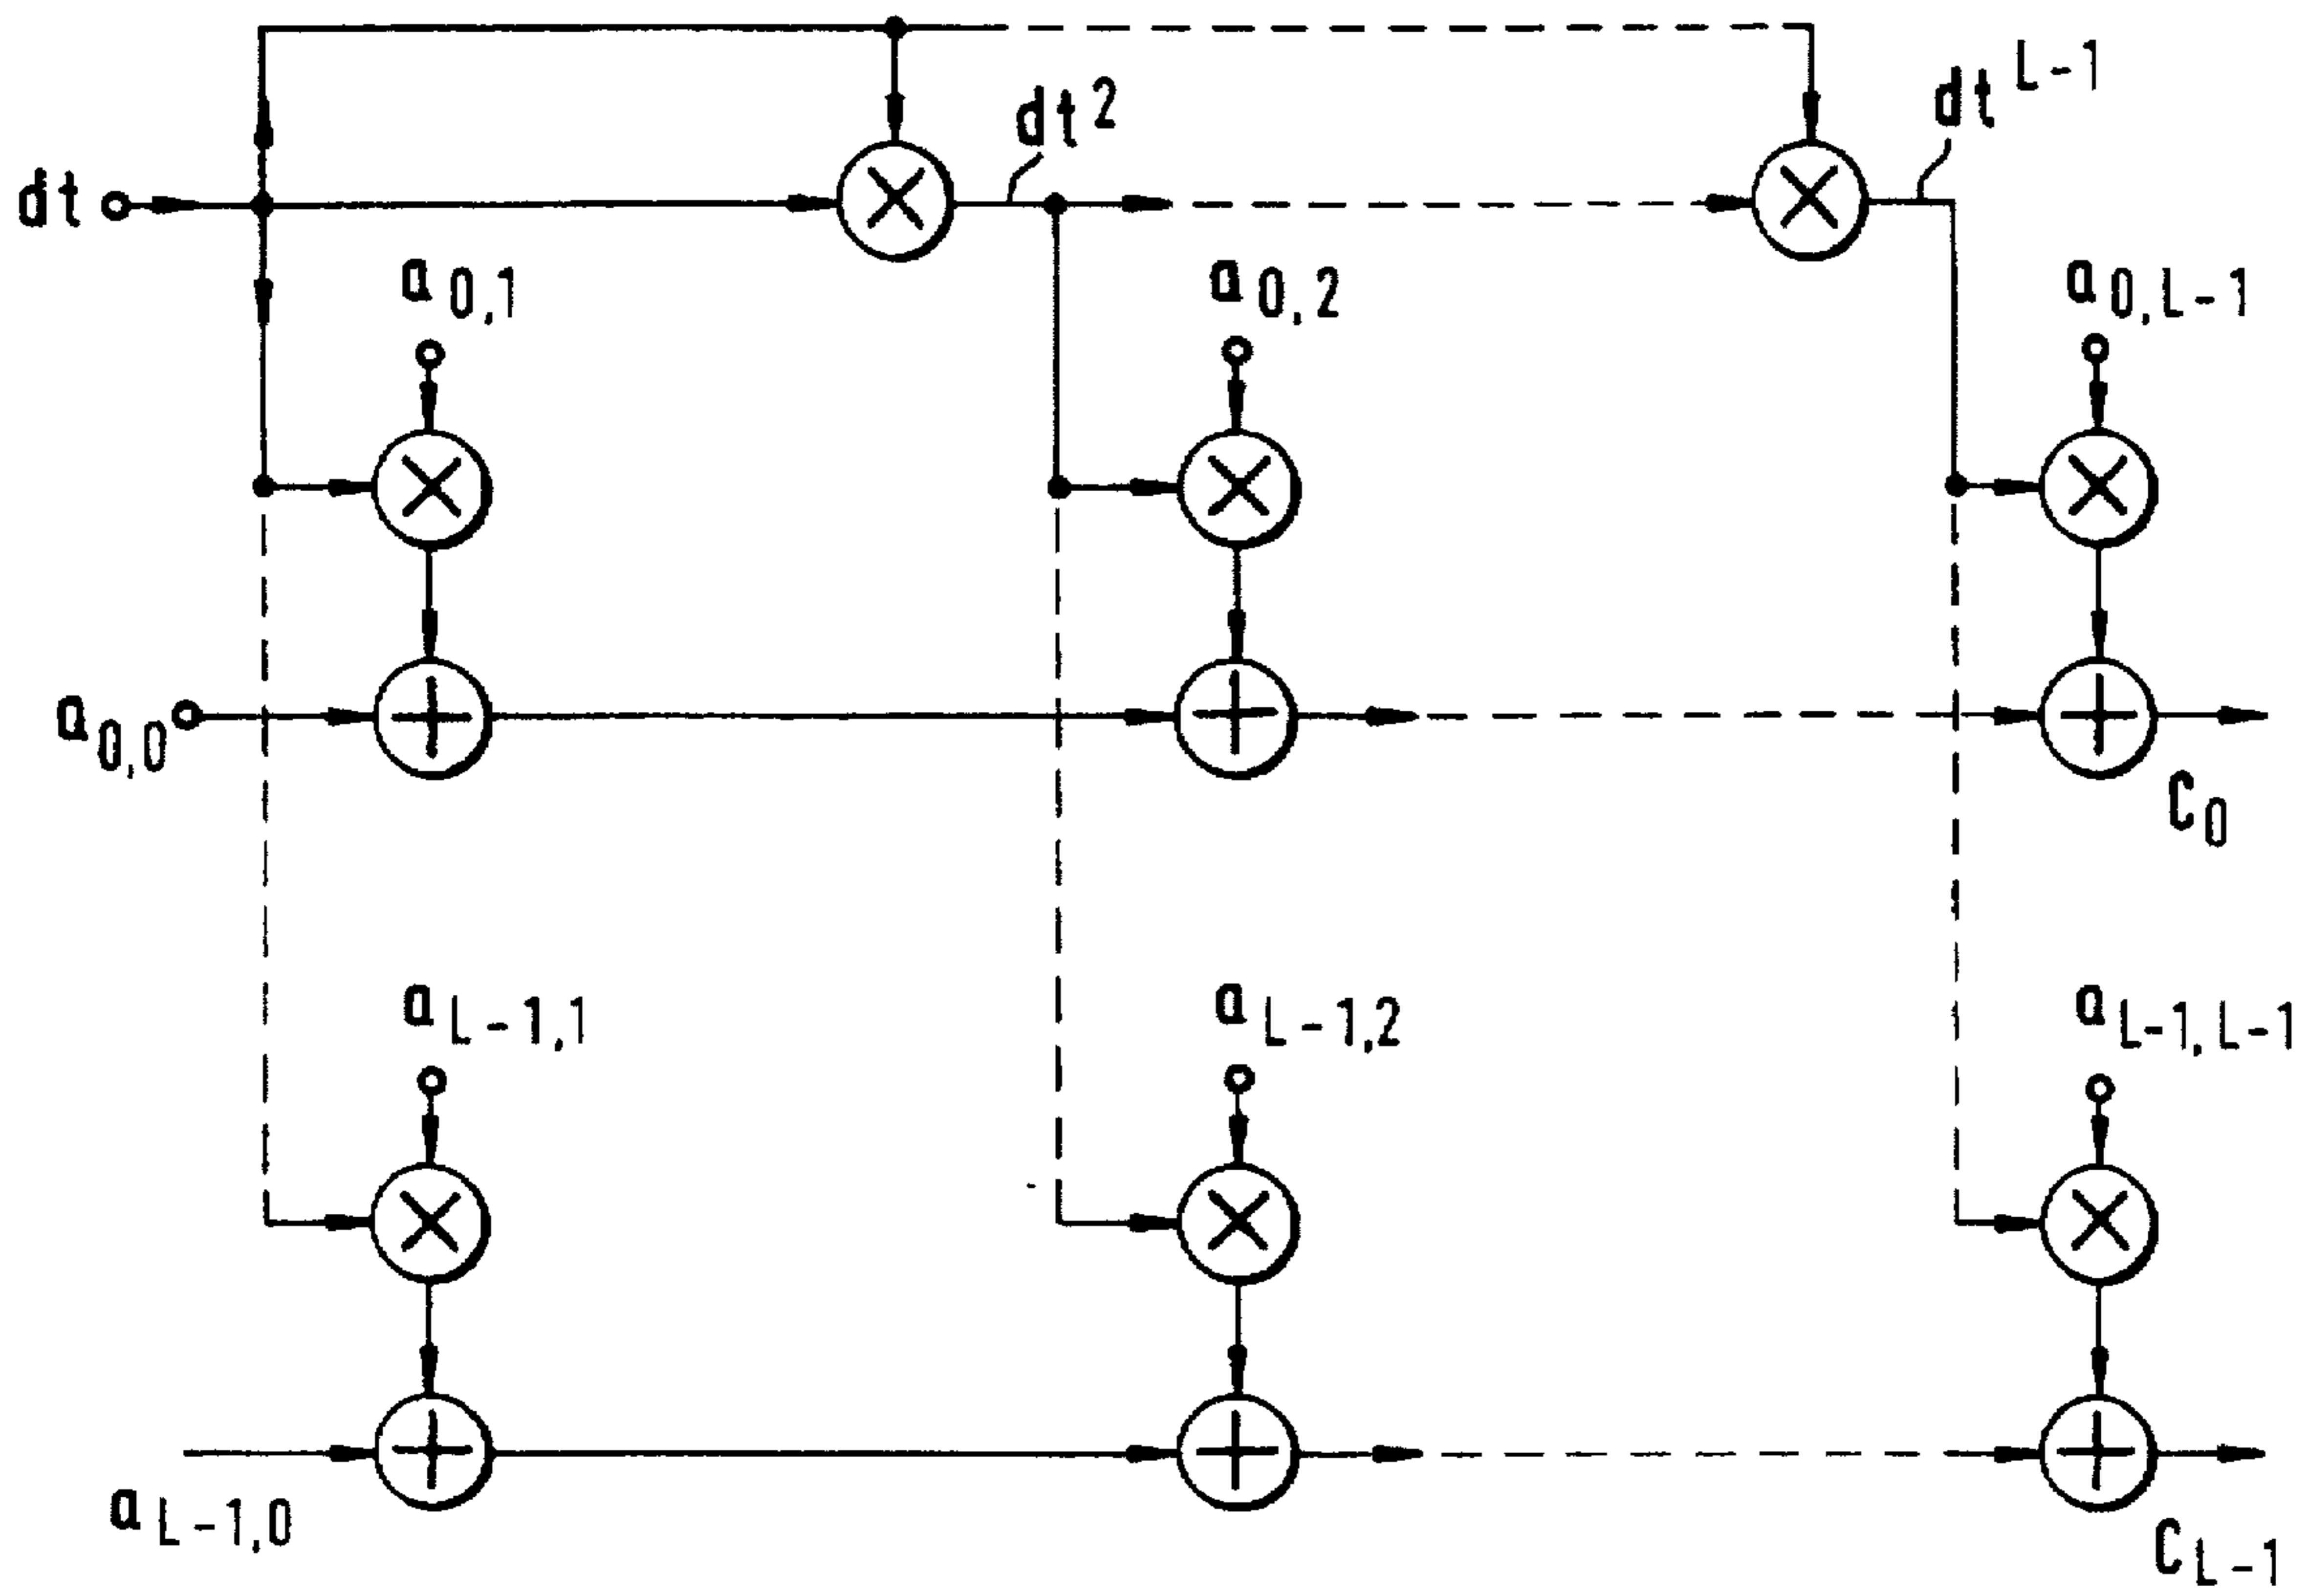 dt
dt²
dt^L-1
a0,1
a0,2
a0,L-1
a0,0
C0
aL-1,1
aL-1,2
aL-1,L-1
aL-1,0
CL-1